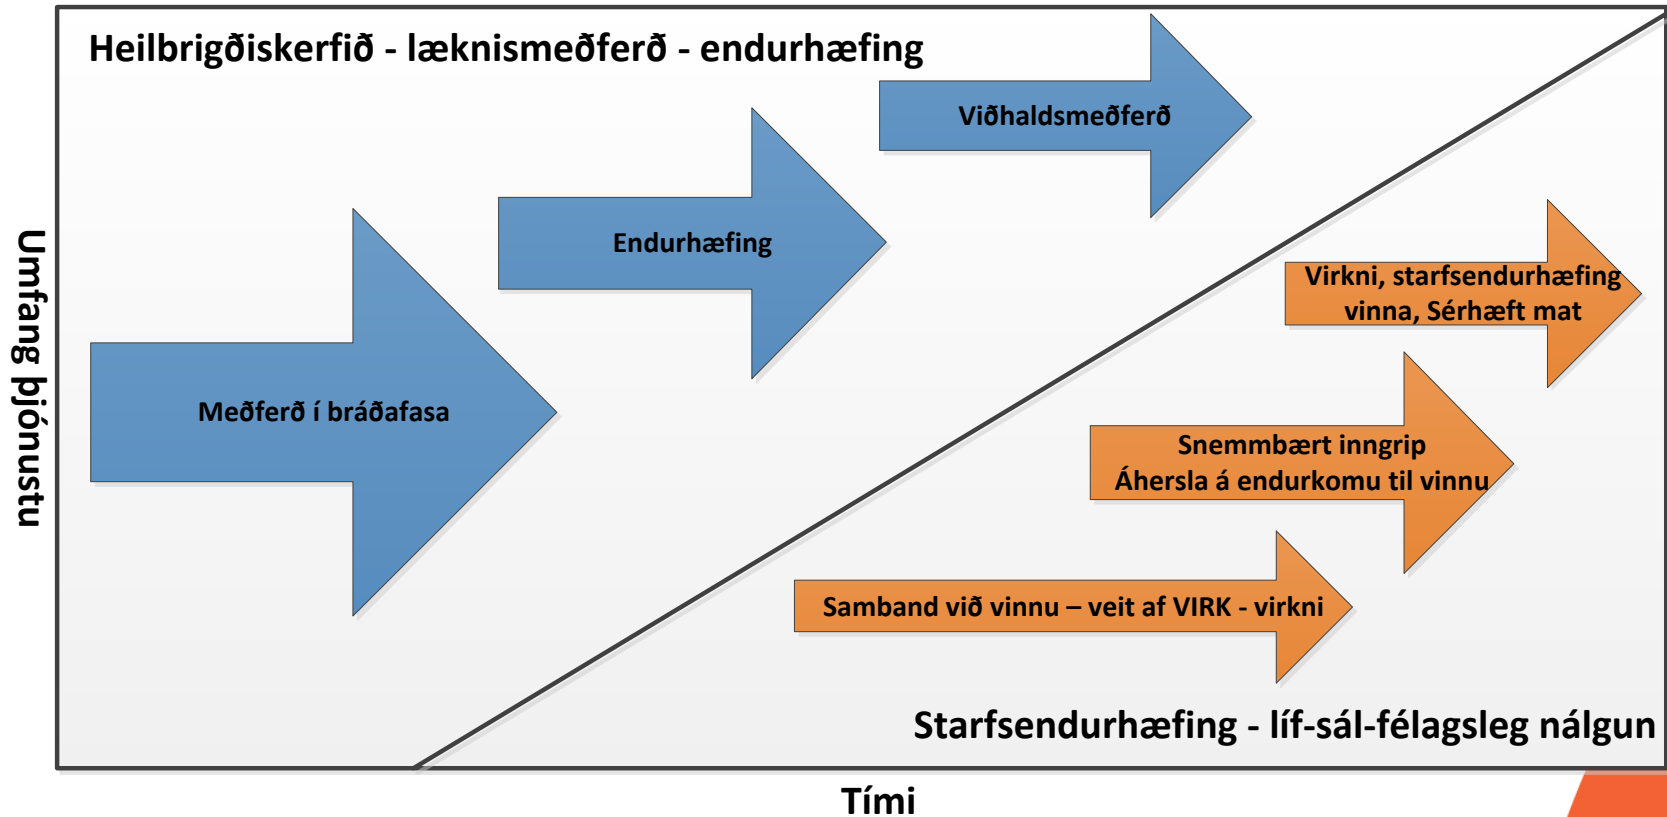 Heilbrigðiskerfið - læknismeðferð - endurhæfing
Viðhaldsmeðferð
Endurhæfing
Meðferð í bráðafasa
Virkni, starfsendurhæfing
vinna, Sérhæft mat
Snemmbært inngrip
Áhersla á endurkomu til vinnu
Samband við vinnu – veit af VIRK - virkni
Starfsendurhæfing - líf-sál-félagsleg nálgun
Umfang þjónustu
Tími